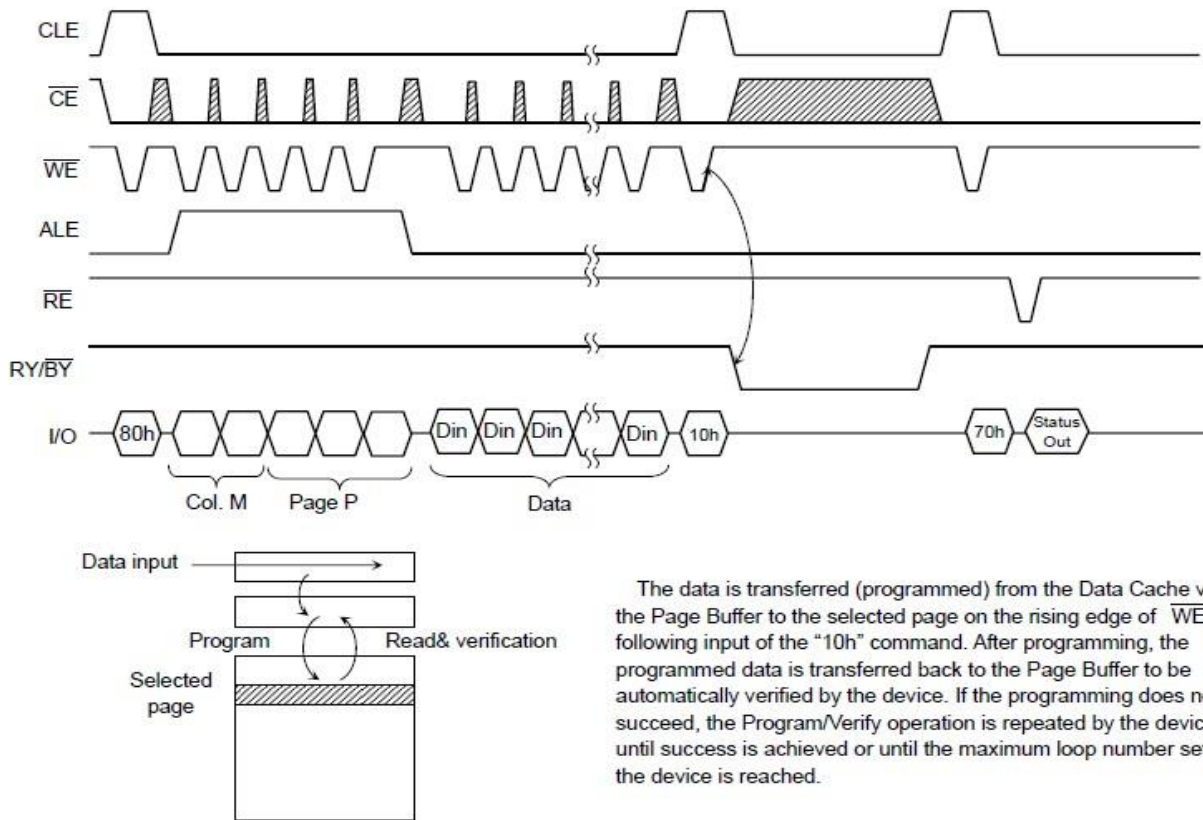 CLE
C̅E̅
W̅E̅
ALE
R̅E̅
RY/B̅Y̅
I/O 80h Din Din Din Din 10h 70h Status Out
Col. M Page P Data
Data input
Program Read& verification
Selected
page
The data is transferred (programmed) from the Data Cache v
the Page Buffer to the selected page on the rising edge of W̅E̅
following input of the “10h” command. After programming, the
programmed data is transferred back to the Page Buffer to be
automatically verified by the device. If the programming does n
succeed, the Program/Verify operation is repeated by the devic
until success is achieved or until the maximum loop number se
the device is reached.